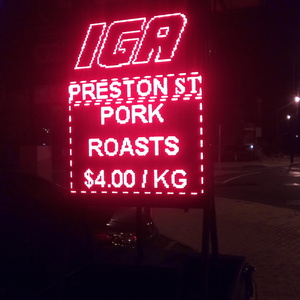 IGA
PRESTON ST
PORK
ROASTS
$4.00 / KG